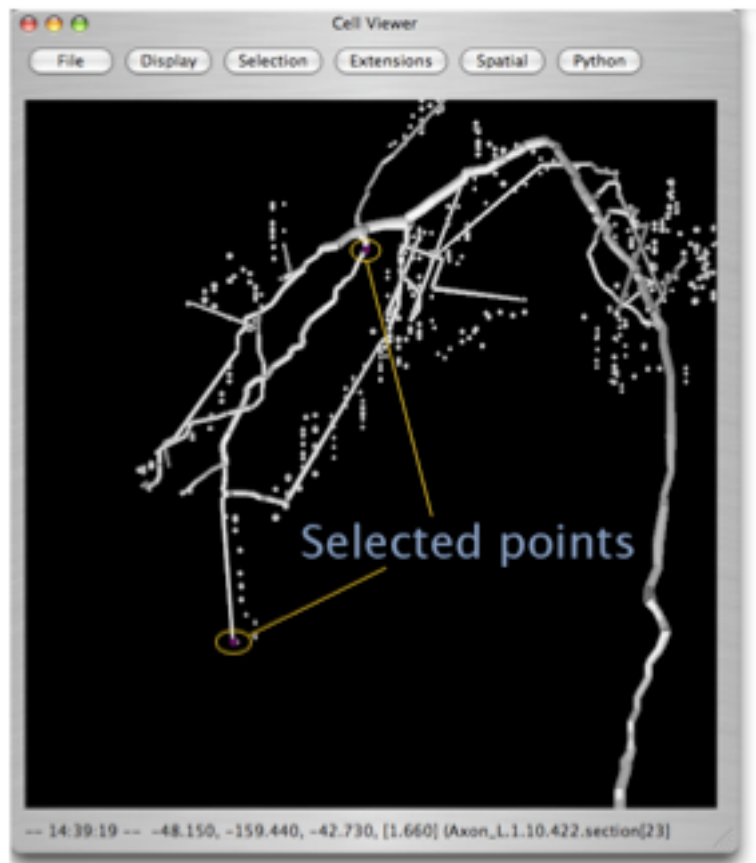 Cell Viewer
File Display Selection Extensions Spatial Python
Selected points
-- 14:39:19 -- -48.150, -159.440, -42.730, [1.660] (Axon_L.1.10.422.section[23]